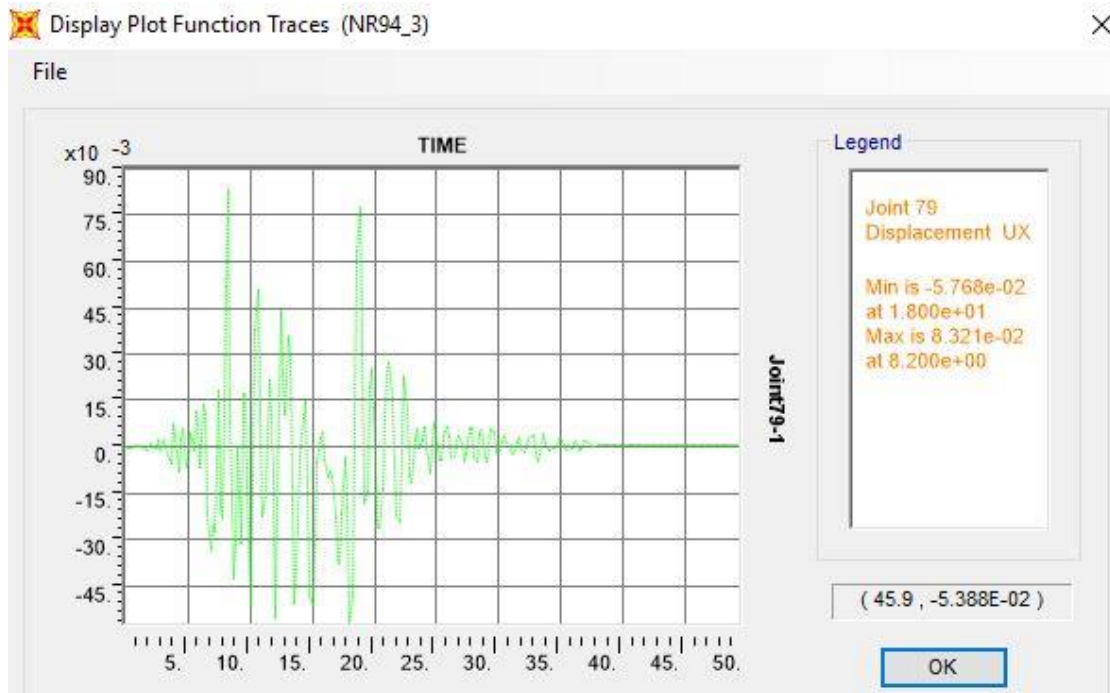 Display Plot Function Traces (NR94_3)
File
x10 -3
TIME
Legend
90.
75.
60.
45.
30.
15.
0.
-15.
-30.
-45.
Joint79-1
Joint 79
Displacement UX
Min is -5.768e-02
at 1.800e+01
Max is 8.321e-02
at 8.200e+00
( 45.9 , -5.388E-02 )
5. 10. 15. 20. 25. 30. 35. 40. 45. 50.
OK